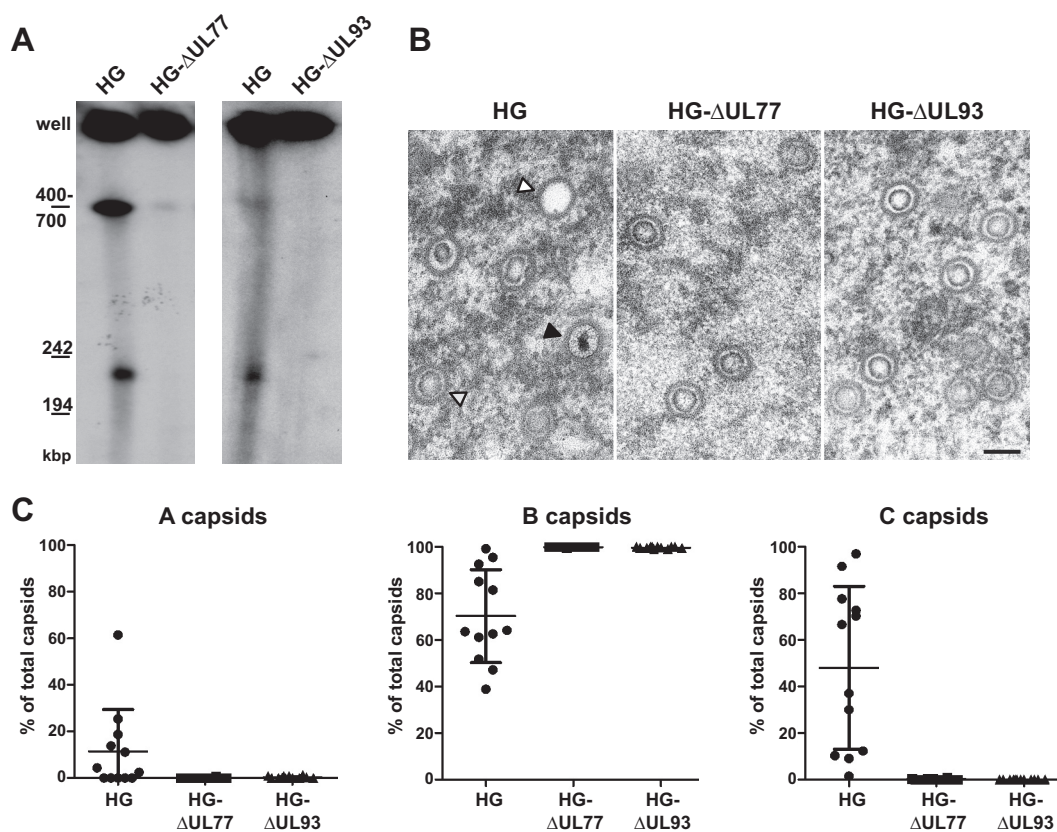 A
HG
HG-ΔUL77
HG
HG-ΔUL93
well
400-
700
242
194
kbp
B
HG
HG-ΔUL77
HG-ΔUL93
C
A capsids
% of total capsids
100
80
60
40
20
0
HG
HG-
ΔUL77
HG-
ΔUL93
B capsids
% of total capsids
100
80
60
40
20
0
HG
HG-
ΔUL77
HG-
ΔUL93
C capsids
% of total capsids
100
80
60
40
20
0
HG
HG-
ΔUL77
HG-
ΔUL93